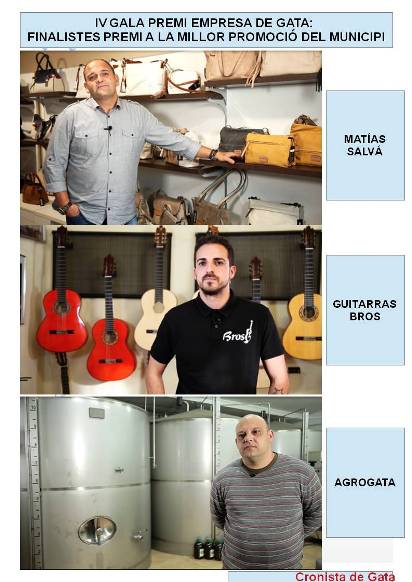 IV GALA PREMI EMPRESA DE GATA:
FINALISTES PREMI A LA MILLOR PROMOCIÓ DEL MUNICIPI
MATÍAS
SALVÁ
Bros
GUITARRAS
BROS
AGROGATA
Cronista de Gata